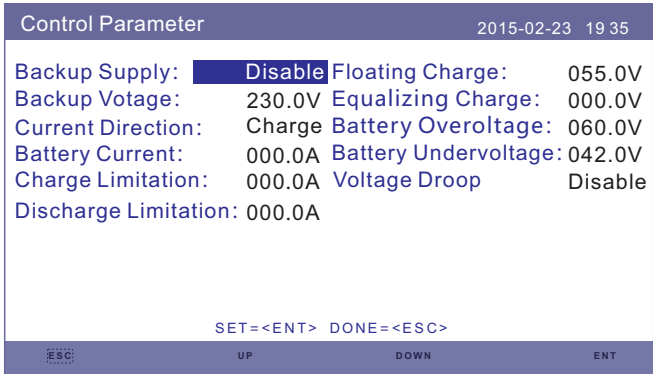 Control Parameter 2015-02-23 19 35
Backup Supply: Disable Floating Charge: 055.0V
Backup Votage: 230.0V Equalizing Charge: 000.0V
Current Direction: Charge Battery Overoltage: 060.0V
Battery Current: 000.0A Battery Undervoltage: 042.0V
Charge Limitation: 000.0A Voltage Droop Disable
Discharge Limitation: 000.0A
SET=<ENT> DONE=<ESC>
ESC UP DOWN ENT